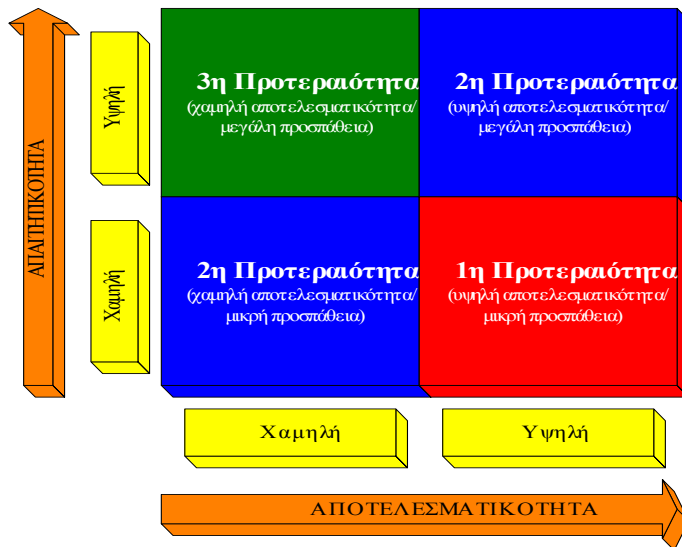 ΑΠΑΙΤΗΤΙΚΟΤΗΤΑ
Υψηλή
3η Προτεραιότητα
(χαμηλή αποτελεσματικότητα/
μεγάλη προσπάθεια)
2η Προτεραιότητα
(υψηλή αποτελεσματικότητα/
μεγάλη προσπάθεια)
Χαμηλή
2η Προτεραιότητα
(χαμηλή αποτελεσματικότητα/
μικρή προσπάθεια)
1η Προτεραιότητα
(υψηλή αποτελεσματικότητα/
μικρή προσπάθεια)
Χαμηλή
Υψηλή
ΑΠΟΤΕΛΕΣΜΑΤΙΚΟΤΗΤΑ